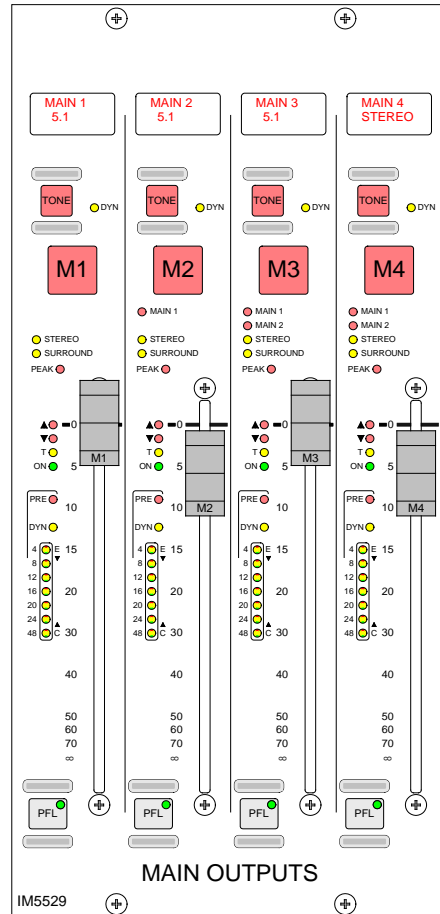 MAIN 1
5.1
MAIN 2
5.1
MAIN 3
5.1
MAIN 4
STEREO
TONE
DYN
TONE
DYN
TONE
DYN
TONE
DYN
M1
M2
M3
M4
MAIN 1
MAIN 1
MAIN 2
MAIN 1
MAIN 2
STEREO
SURROUND
PEAK
STEREO
SURROUND
PEAK
STEREO
SURROUND
PEAK
STEREO
SURROUND
PEAK
▲ 0
▼
T
ON 5
M1
PRE 10
DYN
4 E 15
8 ▼
12
16 20
20
24 ▲
48 C 30
40
50
60
70
∞
PFL
▲ 0
▼
T
ON 5
M2
PRE 10
DYN
4 E 15
8 ▼
12
16 20
20
24 ▲
48 C 30
40
50
60
70
∞
PFL
▲ 0
▼
T
ON 5
M3
PRE 10
DYN
4 E 15
8 ▼
12
16 20
20
24 ▲
48 C 30
40
50
60
70
∞
PFL
▲ 0
▼
T
ON 5
M4
PRE 10
DYN
4 E 15
8 ▼
12
16 20
20
24 ▲
48 C 30
40
50
60
70
∞
PFL
MAIN OUTPUTS
IM5529